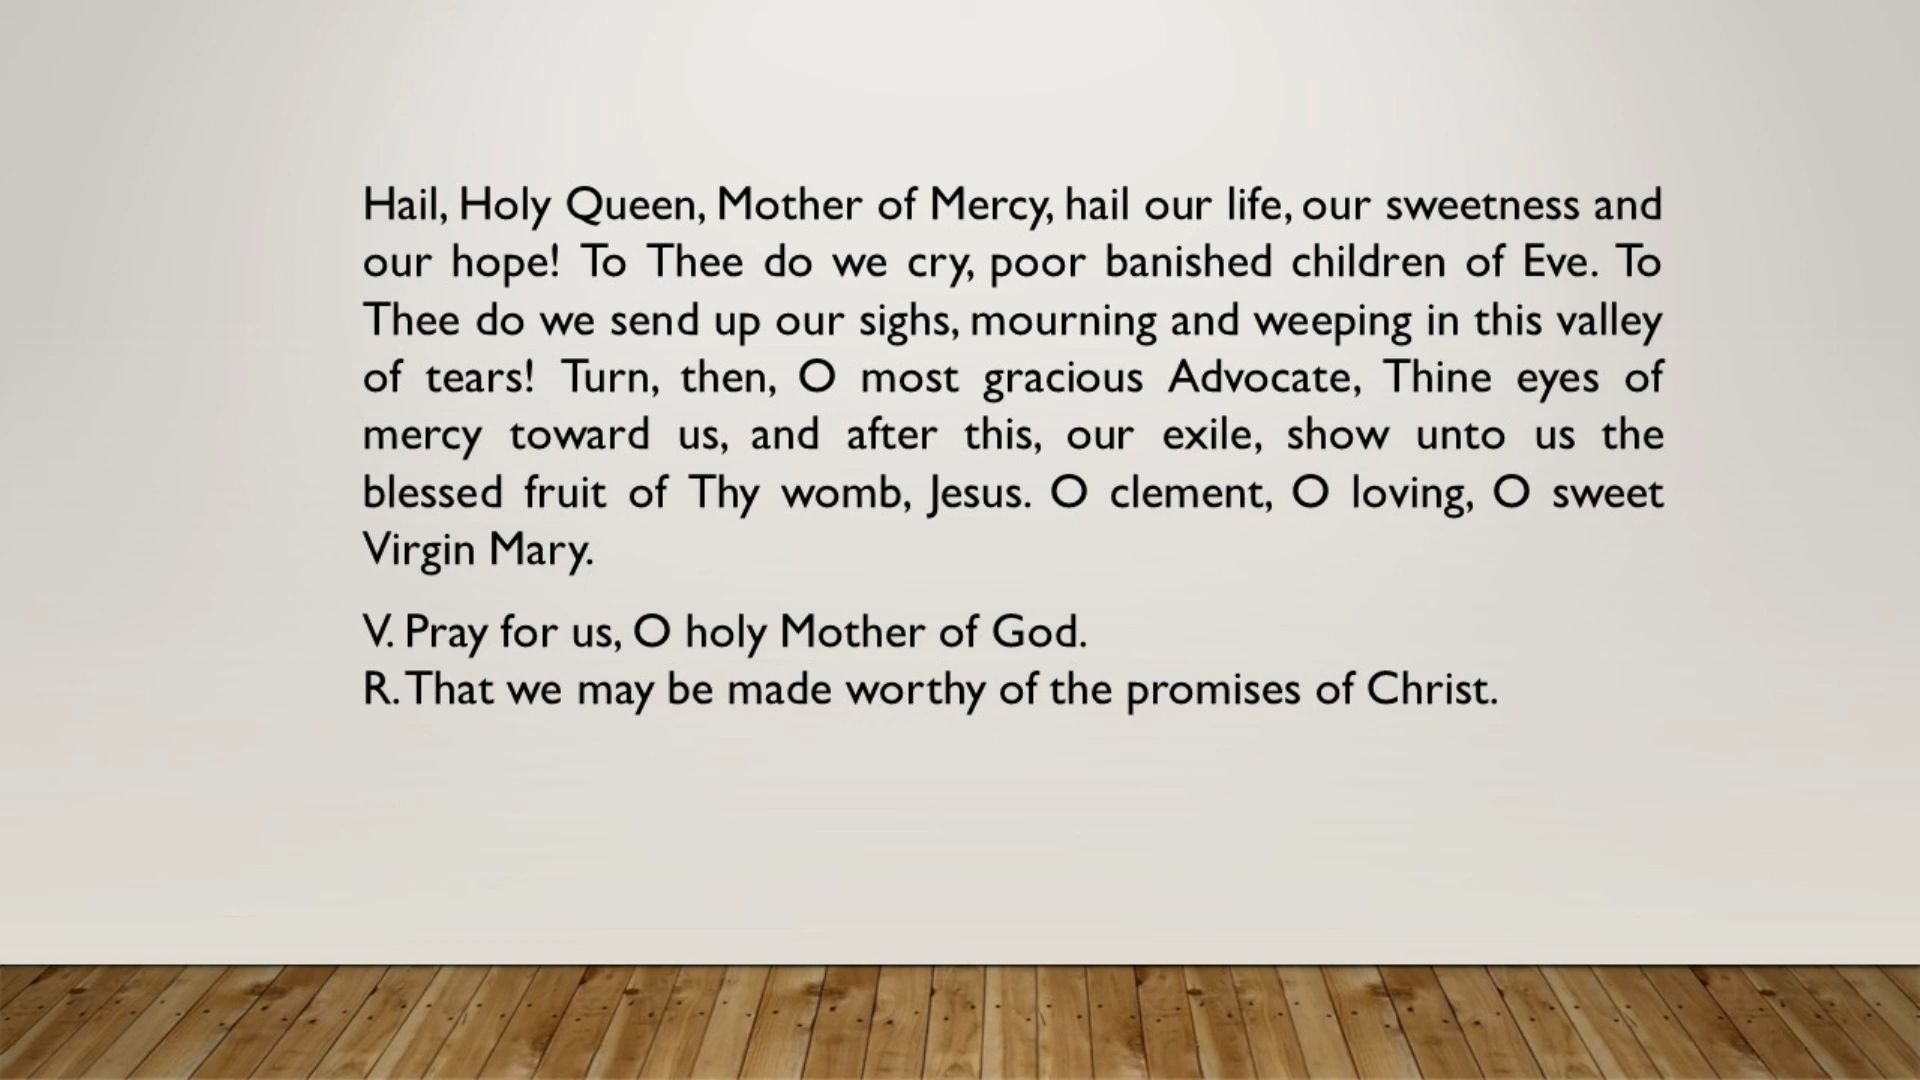 Hail, Holy Queen, Mother of Mercy, hail our life, our sweetness and
our hope! To Thee do we cry, poor banished children of Eve. To
Thee do we send up our sighs, mourning and weeping in this valley
of tears! Turn, then, O most gracious Advocate, Thine eyes of
mercy toward us, and after this, our exile, show unto us the
blessed fruit of Thy womb, Jesus. O clement, O loving, O sweet
Virgin Mary.
V. Pray for us, O holy Mother of God.
R. That we may be made worthy of the promises of Christ.